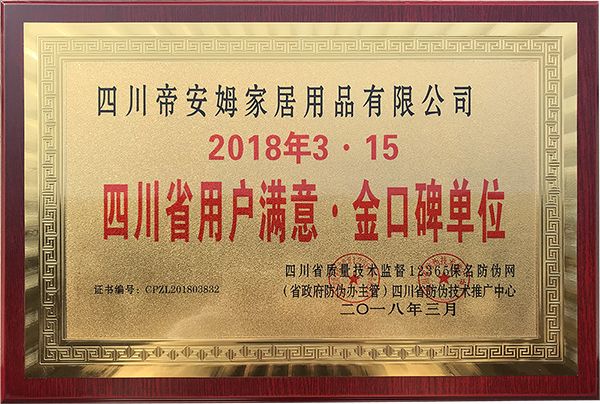 四川帝安姆家居用品有限公司
2018年3·15
四川省用户满意·金口碑单位
四川省质量技术监督12365保名防伪网
证书编号：CPZL201803832
（省政府防伪办主管）四川省防伪技术推广中心
二〇一八年三月